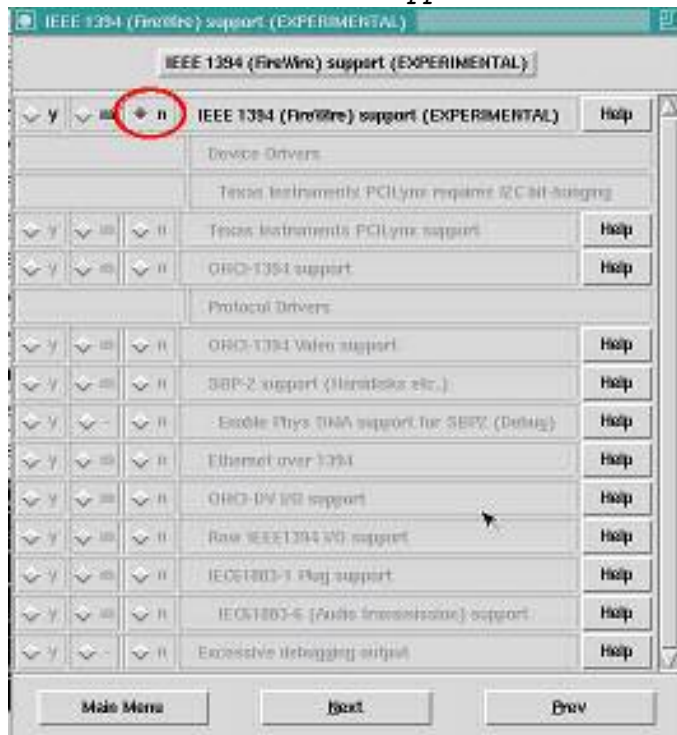 IEEE 1394 (FireWire) support (EXPERIMENTAL)
IEEE 1394 (FireWire) support (EXPERIMENTAL)
y m n IEEE 1394 (FireWire) support (EXPERIMENTAL) Help
Device Drivers
Texas Instruments PCILynx requires I2C bit-banging
y m n Texas Instruments PCILynx support Help
y m n OHCI-1394 support Help
Protocol Drivers
y m n OHCI-1394 Video support Help
y m n SBP-2 support (Harddisks etc.) Help
y - n Enable Phys DMA support for SBP2 (Debug) Help
y m n Ethernet over 1394 Help
y m n OHCI-DV I/O support Help
y m n Raw IEEE1394 I/O support Help
y m n IEC61883-1 Plug support Help
y m n IEC61883-6 (Audio transmission) support Help
y - n Excessive debugging output Help
Main Menu Next Prev